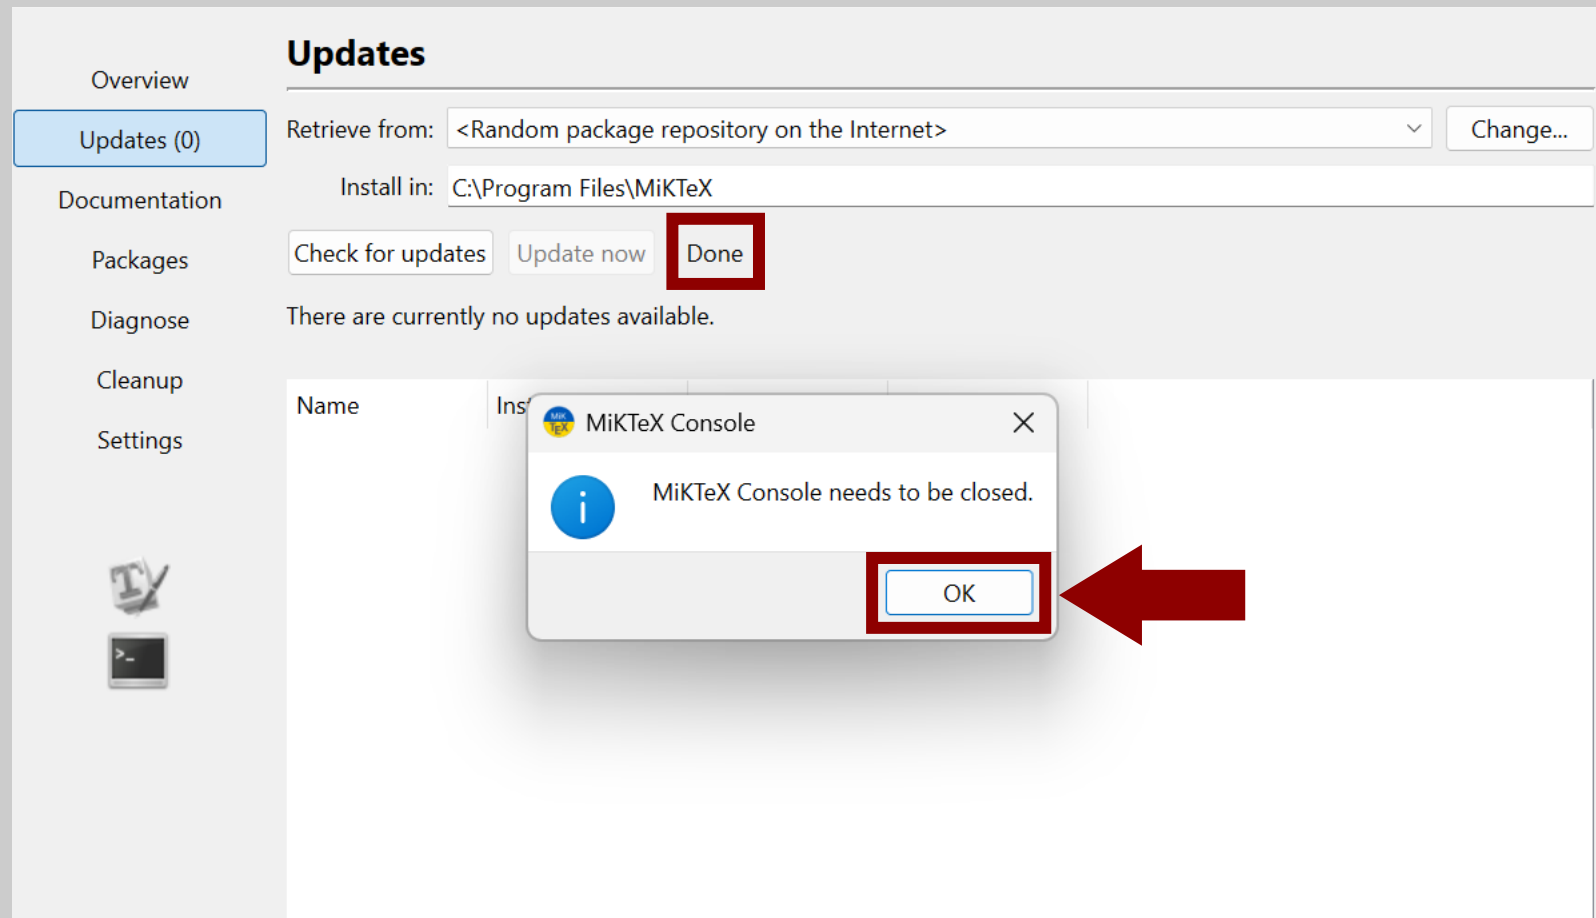 Updates
Overview
Updates (0)
Documentation
Packages
Diagnose
Cleanup
Settings
Retrieve from: <Random package repository on the Internet> Change...
Install in: C:\Program Files\MiKTeX
Check for updates Update now Done
There are currently no updates available.
Name
MiKTeX Console
MiKTeX Console needs to be closed.
OK
MiK
TEX
>_